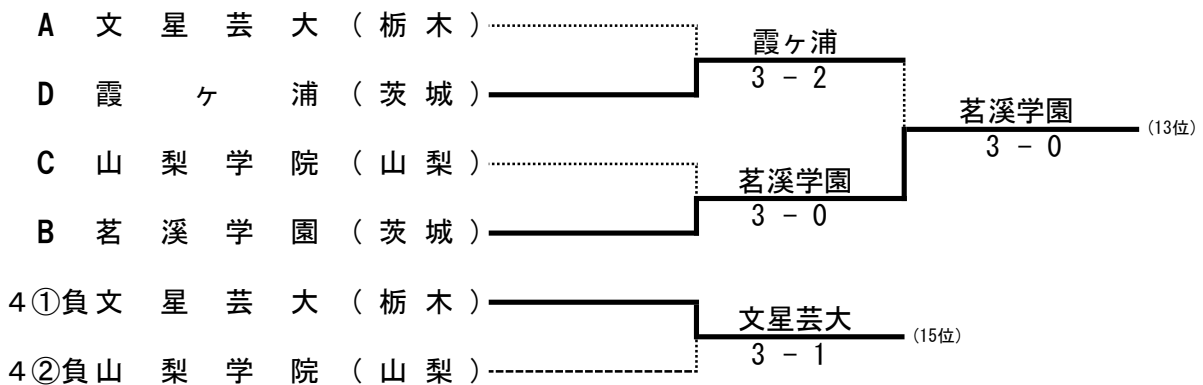 A 文星芸大(栃木)
霞ヶ浦
3 - 2
D 霞ヶ浦(茨城)
茗溪学園 (13位)
3 - 0
C 山梨学院(山梨)
茗溪学園
3 - 0
B 茗溪学園(茨城)
4①負 文星芸大(栃木)
文星芸大 (15位)
3 - 1
4②負 山梨学院(山梨)